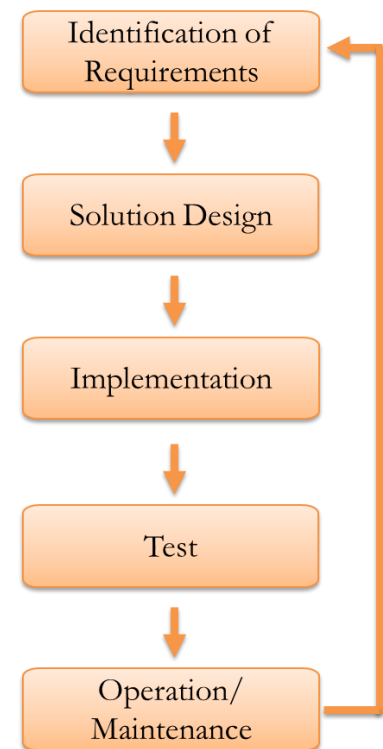 Identification of
Requirements
Solution Design
Implementation
Test
Operation/
Maintenance